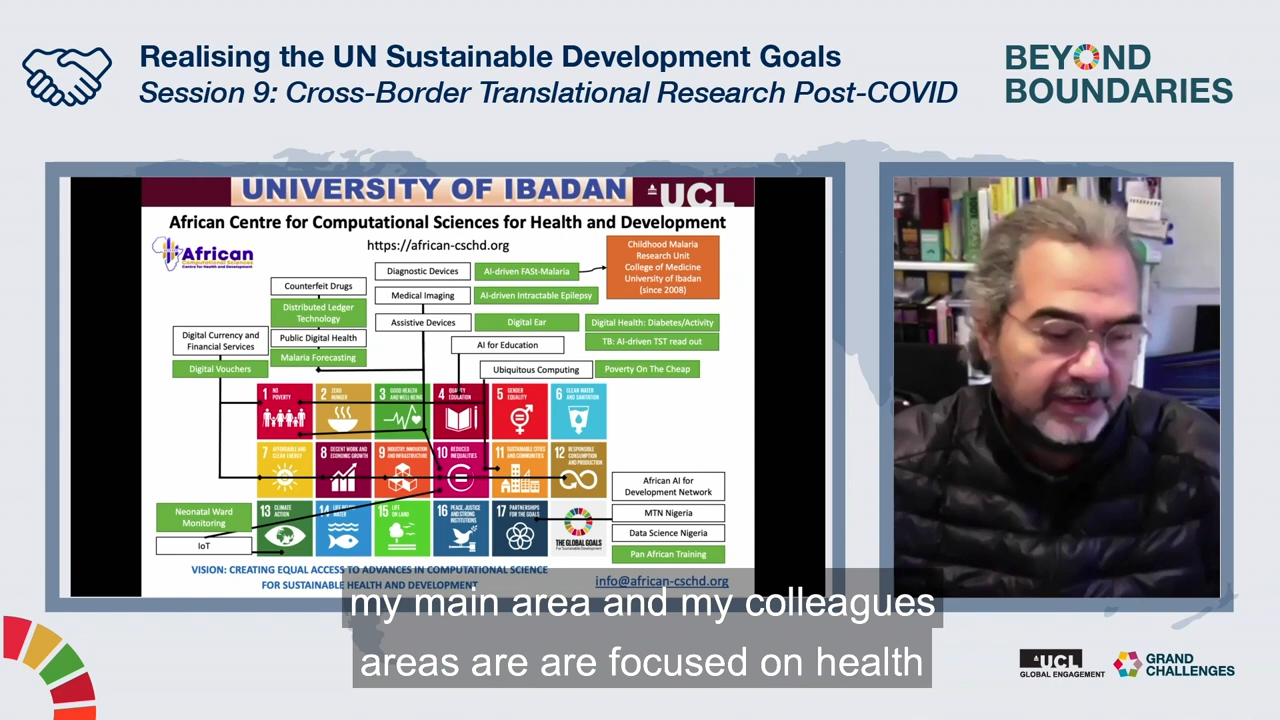 Realising the UN Sustainable Development Goals
Session 9: Cross-Border Translational Research Post-COVID
BEYOND
BOUNDARIES
UNIVERSITY OF IBADAN
UCL
African Centre for Computational Sciences for Health and Development
https://african-cschd.org
African
Computational Sciences
Centre for Health and Development
Childhood Malaria
Research Unit
College of Medicine
University of Ibadan
(since 2008)
Diagnostic Devices
AI-driven FASt-Malaria
Counterfeit Drugs
Medical Imaging
AI-driven Intractable Epilepsy
Distributed Ledger
Technology
Assistive Devices
Digital Ear
Digital Health: Diabetes/Activity
Digital Currency and
Financial Services
Public Digital Health
AI for Education
TB: AI-driven TST read out
Malaria Forecasting
Digital Vouchers
Ubiquitous Computing
Poverty On The Cheap
1 NO
POVERTY
2 ZERO
HUNGER
3 GOOD HEALTH
AND WELL-BEING
4 QUALITY
EDUCATION
5 GENDER
EQUALITY
6 CLEAN WATER
AND SANITATION
7 AFFORDABLE AND
CLEAN ENERGY
8 DECENT WORK AND
ECONOMIC GROWTH
9 INDUSTRY, INNOVATION
AND INFRASTRUCTURE
10 REDUCED
INEQUALITIES
11 SUSTAINABLE CITIES
AND COMMUNITIES
12 RESPONSIBLE
CONSUMPTION
AND PRODUCTION
African AI for
Development Network
MTN Nigeria
Data Science Nigeria
Pan African Training
Neonatal Ward
Monitoring
IoT
13 CLIMATE
ACTION
14 LIFE BELOW
WATER
15 LIFE
ON LAND
16 PEACE, JUSTICE
AND STRONG
INSTITUTIONS
17 PARTNERSHIPS
FOR THE GOALS
THE GLOBAL GOALS
For Sustainable Development
VISION: CREATING EQUAL ACCESS TO ADVANCES IN COMPUTATIONAL SCIENCE
FOR SUSTAINABLE HEALTH AND DEVELOPMENT
info@african-cschd.org
my main area and my colleagues
areas are are focused on health
UCL
GLOBAL ENGAGEMENT
GRAND
CHALLENGES